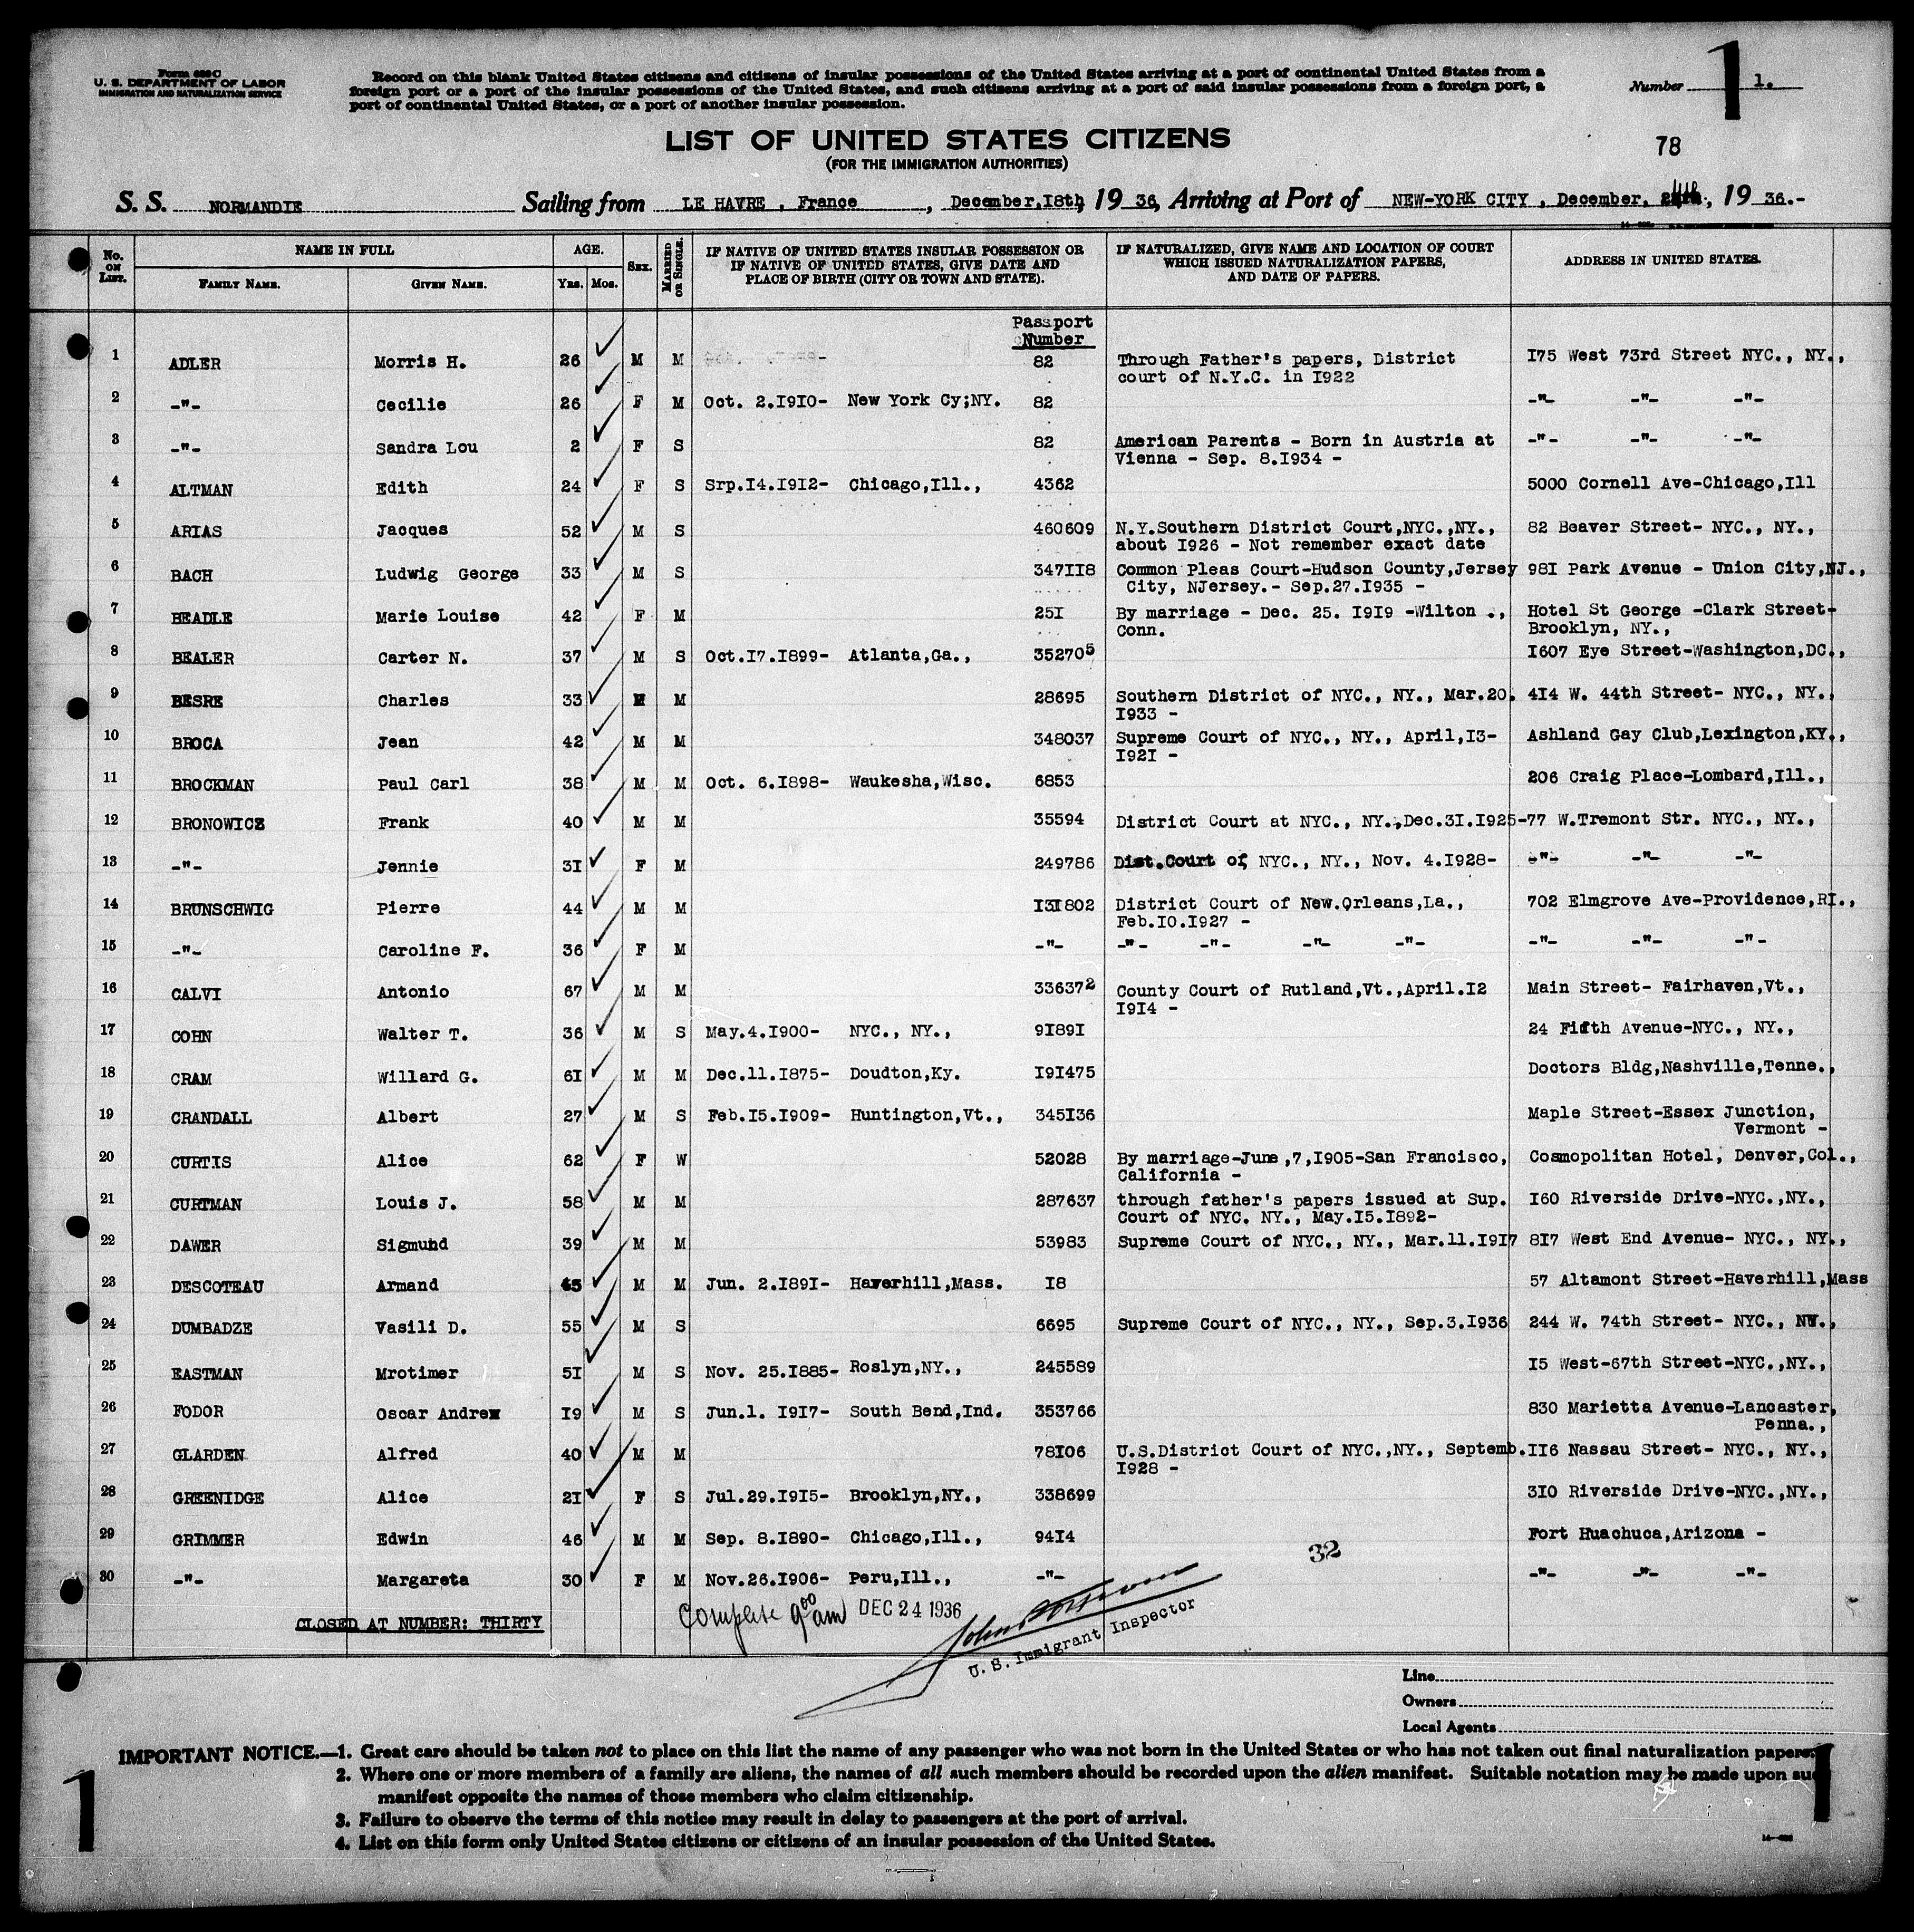 Form 630 C
U. S. DEPARTMENT OF LABOR
IMMIGRATION AND NATURALIZATION SERVICE
Record on this blank United States citizens and citizens of insular possessions of the United States arriving at a port of continental United States from a
foreign port or a port of the insular possessions of the United States, and such citizens arriving at a port of said insular possessions from a foreign port, a
port of continental United States, or a port of another insular possession.
Number 1.
1
LIST OF UNITED STATES CITIZENS
(FOR THE IMMIGRATION AUTHORITIES)
78
S. S. NORMANDIE Sailing from LE HAVRE , France , December,18th, 19 36, Arriving at Port of NEW-YORK CITY , December, , 19 36.-
No. ON LIST. NAME IN FULL AGE. SEX. MARRIED OR SINGLE. IF NATIVE OF UNITED STATES INSULAR POSSESSION OR IF NATIVE OF UNITED STATES, GIVE DATE AND PLACE OF BIRTH (CITY OR TOWN AND STATE). IF NATURALIZED, GIVE NAME AND LOCATION OF COURT WHICH ISSUED NATURALIZATION PAPERS, AND DATE OF PAPERS. ADDRESS IN UNITED STATES.
FAMILY NAME. GIVEN NAME. Yrs. Mos.
Passport
Number
1 ADLER Morris H. 26 M M 82 Through Father's papers, District I75 West 73rd Street NYC., NY.,
court of N.Y.C. in I922
2 -"- Cecilie 26 F M Oct. 2.I9I0- New York Cy;NY. 82 -"- -"- -"-
3 -"- Sandra Lou 2 F S 82 American Parents - Born in Austria at -"- -"- -"-
Vienna - Sep. 8.I934 -
4 ALTMAN Edith 24 F S Srp.I4.I9I2- Chicago,Ill., 4362 5000 Cornell Ave-Chicago,Ill
5 ARIAS Jacques 52 M S 460609 N.Y.Southern District Court,NYC.,NY., 82 Beaver Street- NYC., NY.,
about I926 - Not remember exact date
6 BACH Ludwig George 33 M S 347II8 Common Pleas Court-Hudson County,Jersey 98I Park Avenue - Union City,NJ.,
City, NJersey.- Sep.27.I935 -
7 BEADLE Marie Louise 42 F M 25I By marriage - Dec. 25. I9I9 -Wilton ., Hotel St George -Clark Street-
Conn. Brooklyn, NY.,
8 BEALER Carter N. 37 M S Oct.I7.I899- Atlanta,Ga., 352705 I607 Eye Street-Washington,DC.,
9 BESRE Charles 33 M M 28695 Southern District of NYC., NY., Mar.20. 4I4 W. 44th Street- NYC., NY.,
I933 -
10 BROCA Jean 42 M M 348037 Supreme Court of NYC., NY., April,I3- Ashland Gay Club,Lexington,KY.,
I92I -
11 BROCKMAN Paul Carl 38 M M Oct. 6.I898- Waukesha,Wisc. 6853 206 Craig Place-Lombard,Ill.,
12 BRONOWICZ Frank 40 M M 35594 District Court at NYC., NY.,Dec.3I.I925- 77 W.Tremont Str. NYC., NY.,
13 -"- Jennie 3I F M 249786 Dist.Court of NYC., NY., Nov. 4.I928- -"- -"- -"-
14 BRUNSCHWIG Pierre 44 M M I3I802 District Court of New.Orleans,La., 702 Elmgrove Ave-Providence,RI.,
Feb.I0.I927 -
15 -"- Caroline F. 36 F M -"- -"- -"- -"- -"- -"- -"- -"-
16 CALVI Antonio 67 M M 336372 County Court of Rutland,Vt.,April.I2 Main Street- Fairhaven,Vt.,
I9I4 -
17 COHN Walter T. 36 M S May.4.I900- NYC., NY., 9I89I 24 Fifth Avenue-NYC., NY.,
18 CRAM Willard G. 6I M M Dec.ll.I875- Doudton,Ky. I9I475 Doctors Bldg,Nashville,Tenne.,
19 CRANDALL Albert 27 M S Feb.I5.I909- Huntington,Vt., 345I36 Maple Street-Essex Junction,
Vermont -
20 CURTIS Alice 62 F W 52028 By marriage-June,7,I905-San Francisco, Cosmopolitan Hotel, Denver,Col.,
California -
21 CURTMAN Louis J. 58 M M 287637 through father's papers issued at Sup. I60 Riverside Drive-NYC.,NY.,
Court of NYC. NY., May.I5.I892-
22 DAWER Sigmund 39 M M 53983 Supreme Court of NYC., NY., Mar.ll.I9I7 8I7 West End Avenue- NYC., NY.,
23 DESCOTEAU Armand 45 M M Jun. 2.I89I- Haverhill,Mass. I8 57 Altamont Street-Haverhill,Mass
24 DUMBADZE Vasili D. 55 M S 6695 Supreme Court of NYC., NY., Sep.3.I936 244 W. 74th Street- NYC., NY.,
25 EASTMAN Mrotimer 5I M S Nov. 25.I885- Roslyn,NY., 245589 I5 West-67th Street-NYC.,NY.,
26 FODOR Oscar Andrew I9 M S Jun.l. I9I7- South Bend,Ind. 353766 830 Marietta Avenue-Lancaster,
Penna.,
27 GLARDEN Alfred 40 M M 78I06 U.S.District Court of NYC.,NY., Septemb. II6 Nassau Street- NYC., NY.,
I928 -
28 GREENIDGE Alice 2I F S Jul.29.I9I5- Brooklyn,NY., 338699 3I0 Riverside Drive-NYC.,NY.,
29 GRIMMER Edwin 46 M M Sep. 8.I890- Chicago,Ill., 94I4 Fort Huachuca,Arizona -
32
30 -"- Margareta 30 F M Nov.26.I906- Peru,Ill., -"- -"- -"- -"-
CLOSED AT NUMBER: THIRTY
Complete 9 00 am DEC 24 1936
John
U. S. Immigrant Inspector
Line
Owners
Local Agents
IMPORTANT NOTICE.—1. Great care should be taken not to place on this list the name of any passenger who was not born in the United States or who has not taken out final naturalization papers.
2. Where one or more members of a family are aliens, the names of all such members should be recorded upon the alien manifest. Suitable notation may be made upon such
manifest opposite the names of those members who claim citizenship.
3. Failure to observe the terms of this notice may result in delay to passengers at the port of arrival.
4. List on this form only United States citizens or citizens of an insular possession of the United States.
1
1